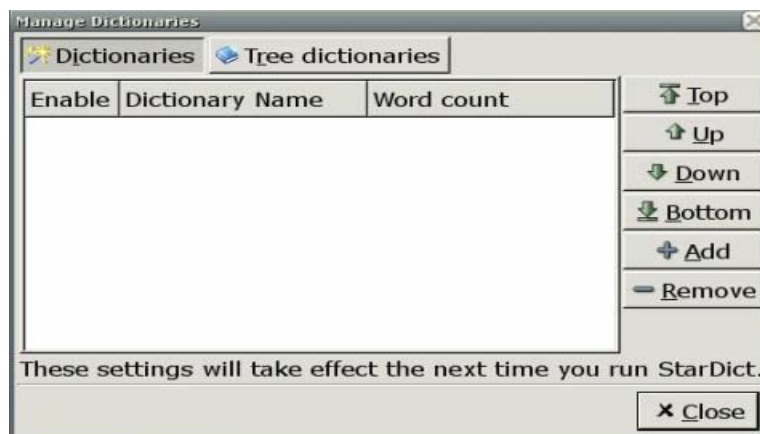 Manage Dictionaries
Dictionaries Tree dictionaries
Enable Dictionary Name Word count
Top
Up
Down
Bottom
Add
Remove
These settings will take effect the next time you run StarDict.
Close